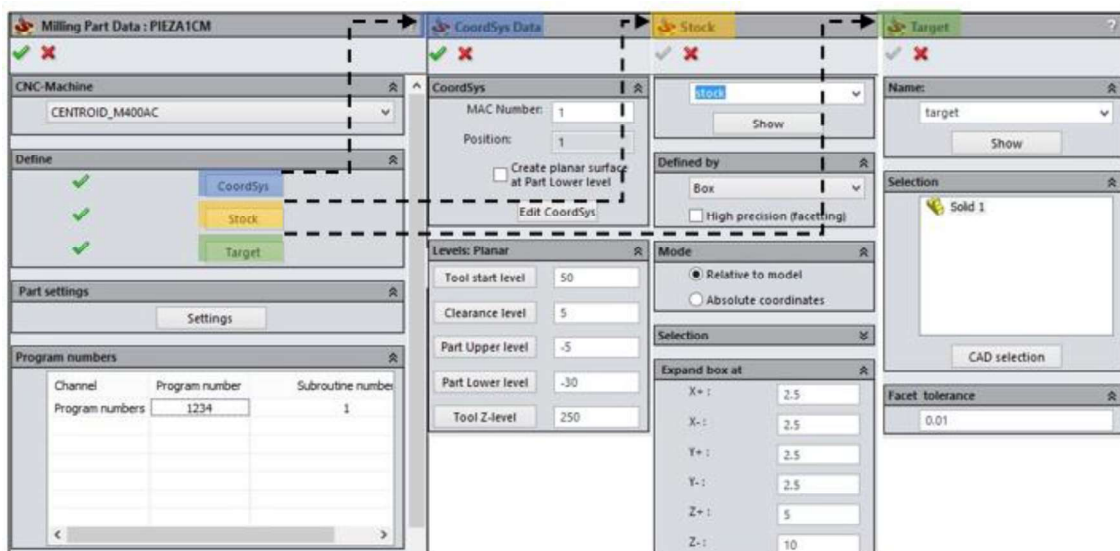 Milling Part Data : PIEZA1CM
?
CNC-Machine
CENTROID_M400AC
Define
CoordSys
Stock
Target
Part settings
Settings
Program numbers
Channel Program number Subroutine number
Program numbers 1234 1
CoordSys Data
CoordSys
MAC Number: 1
Position: 1
Create planar surface
at Part Lower level
Edit CoordSys
Levels: Planar
Tool start level 50
Clearance level 5
Part Upper level -5
Part Lower level -30
Tool Z-level 250
Stock
stock
Show
Defined by
Box
High precision (facetting)
Mode
Relative to model
Absolute coordinates
Selection
Expand box at
X+ : 2.5
X- : 2.5
Y+ : 2.5
Y- : 2.5
Z+ : 5
Z- : 10
Target
?
Name:
target
Show
Selection
Solid 1
CAD selection
Facet tolerance
0.01